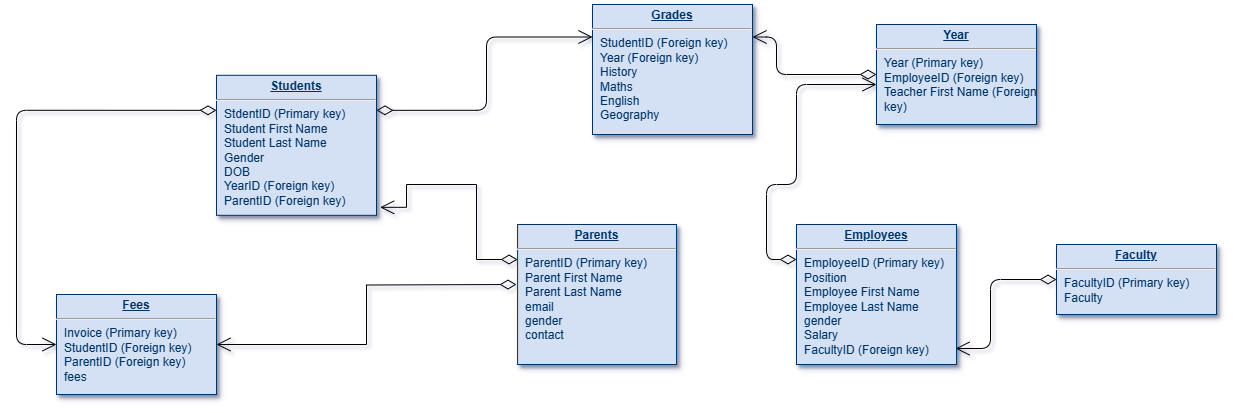 Grades
StudentID (Foreign key)
Year (Foreign key)
History
Maths
English
Geography
Year
Year (Primary key)
EmployeeID (Foreign key)
Teacher First Name (Foreign
key)
Students
StdentID (Primary key)
Student First Name
Student Last Name
Gender
DOB
YearID (Foreign key)
ParentID (Foreign key)
Parents
ParentID (Primary key)
Parent First Name
Parent Last Name
email
gender
contact
Employees
EmployeeID (Primary key)
Position
Employee First Name
Employee Last Name
gender
Salary
FacultyID (Foreign key)
Faculty
FacultyID (Primary key)
Faculty
Fees
Invoice (Primary key)
StudentID (Foreign key)
ParentID (Foreign key)
fees